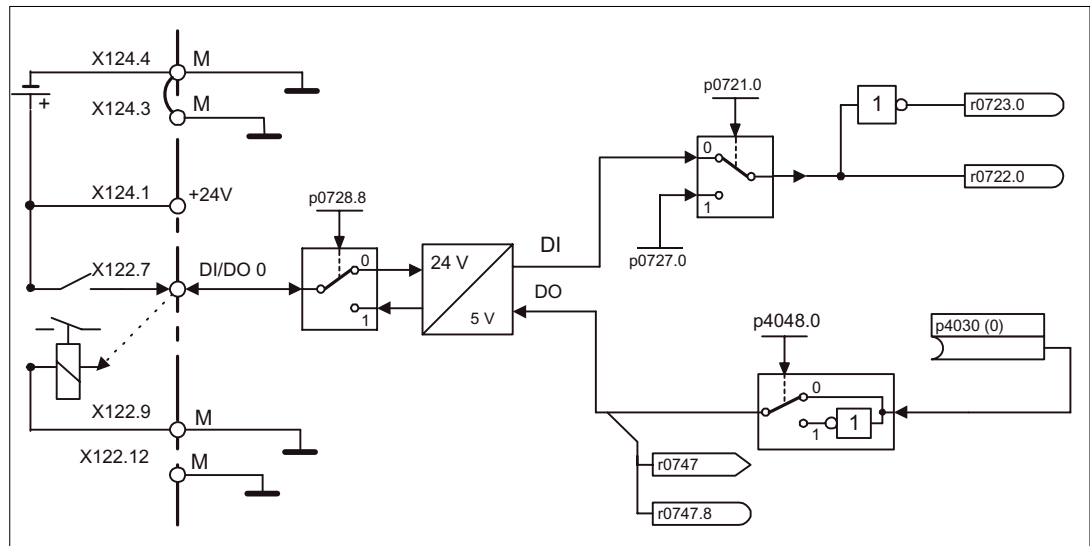 X124.4
M
X124.3
M
+
X124.1
+24V
X122.7
DI/DO 0
p0728.8
0
1
24 V
5 V
DI
DO
p0721.0
0
1
p0727.0
1
r0723.0
r0722.0
p4048.0
0
1
1
p4030 (0)
r0747
r0747.8
X122.9
M
X122.12
M